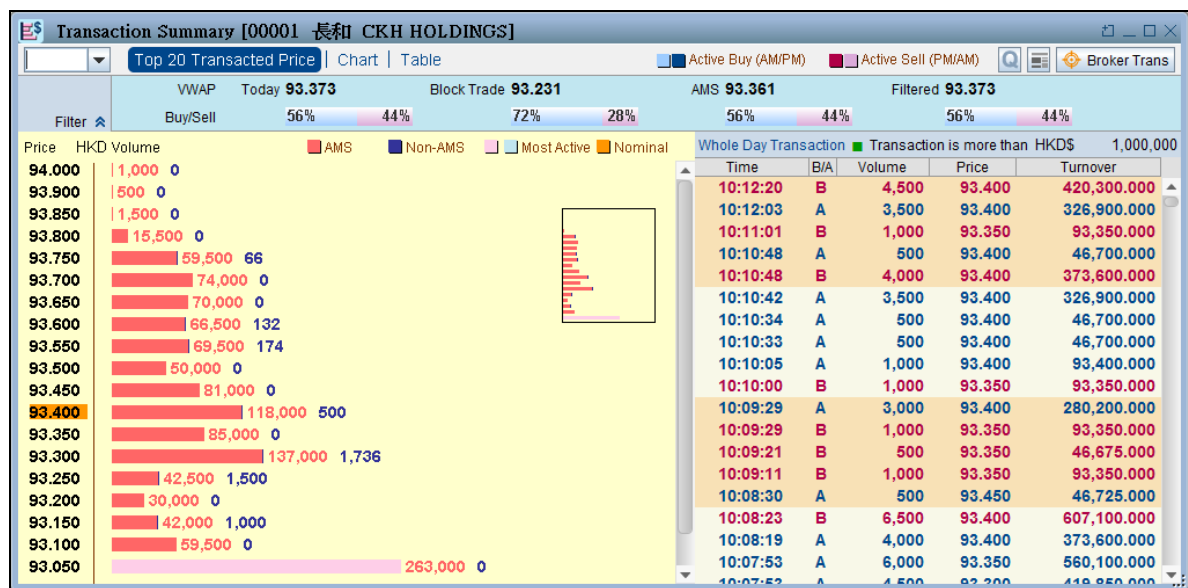 Transaction Summary [00001 長和 CKH HOLDINGS]
Top 20 Transacted Price | Chart | Table Active Buy (AM/PM) Active Sell (PM/AM) Q Broker Trans
VWAP Today 93.373 Block Trade 93.231 AMS 93.361 Filtered 93.373
Filter Buy/Sell 56% 44% 72% 28% 56% 44% 56% 44%
Price HKD Volume AMS Non-AMS Most Active Nominal
94.000 1,000 0
93.900 500 0
93.850 1,500 0
93.800 15,500 0
93.750 59,500 66
93.700 74,000 0
93.650 70,000 0
93.600 66,500 132
93.550 69,500 174
93.500 50,000 0
93.450 81,000 0
93.400 118,000 500
93.350 85,000 0
93.300 137,000 1,736
93.250 42,500 1,500
93.200 30,000 0
93.150 42,000 1,000
93.100 59,500 0
93.050 263,000 0
Whole Day Transaction Transaction is more than HKD$ 1,000,000
Time B/A Volume Price Turnover
10:12:20 B 4,500 93.400 420,300.000
10:12:03 A 3,500 93.400 326,900.000
10:11:01 B 1,000 93.350 93,350.000
10:10:48 A 500 93.400 46,700.000
10:10:48 B 4,000 93.400 373,600.000
10:10:42 A 3,500 93.400 326,900.000
10:10:34 A 500 93.400 46,700.000
10:10:33 A 500 93.400 46,700.000
10:10:05 A 1,000 93.400 93,400.000
10:10:00 B 1,000 93.350 93,350.000
10:09:29 A 3,000 93.400 280,200.000
10:09:29 B 1,000 93.350 93,350.000
10:09:21 B 500 93.350 46,675.000
10:09:11 B 1,000 93.350 93,350.000
10:08:30 A 500 93.450 46,725.000
10:08:23 B 6,500 93.400 607,100.000
10:08:19 A 4,000 93.400 373,600.000
10:07:53 A 6,000 93.350 560,100.000